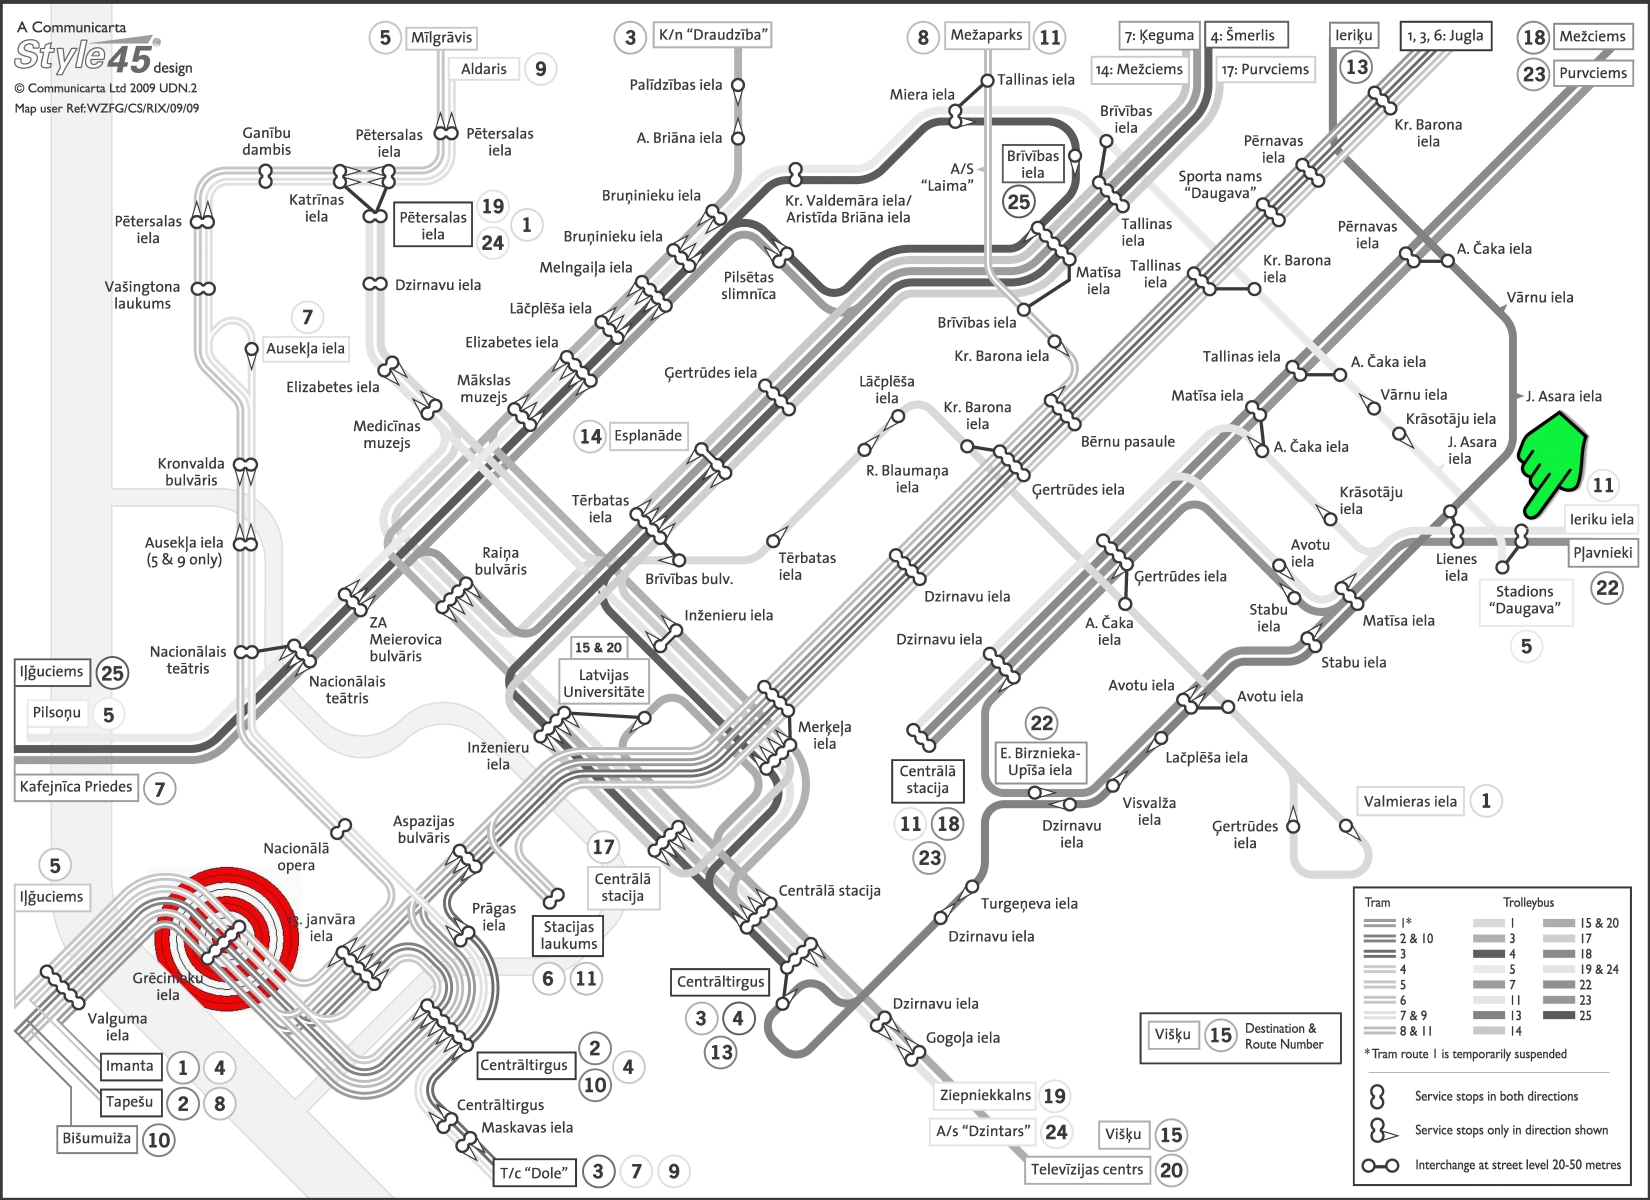 A Communicarta
Style 45® design
© Communicarta Ltd 2009 UDN.2
Map user Ref:WZFG/CS/RIX/09/09
5 Mīlgrāvis
Aldaris 9
3 K/n “Draudzība”
8 Mežaparks 11
7: Ķeguma
4: Šmerlis
14: Mežciems
17: Purvciems
Ieriķu
13
1, 3, 6: Jugla
18 Mežciems
23 Purvciems
Palīdzības iela
A. Briāna iela
Tallinas iela
Miera iela
Brīvības
iela
Kr. Barona
iela
Ganību
dambis
Pētersalas
iela
Pētersalas
iela
Katrīnas
iela
Pētersalas
iela
19
24
1
Pētersalas
iela
Bruņinieku iela
Bruņinieku iela
Kr. Valdemāra iela/
Aristīda Briāna iela
A/S
“Laima”
Brīvības
iela
25
Pērnavas
iela
Sporta nams
“Daugava”
Tallinas
iela
Pērnavas
iela
A. Čaka iela
Vašingtona
laukums
Dzirnavu iela
Melngaiļa iela
Pilsētas
slimnīca
Matīsa
iela
Tallinas
iela
Kr. Barona
iela
Vārnu iela
7
Ausekļa iela
Lāčplēša iela
Elizabetes iela
Brīvības iela
Kr. Barona iela
Elizabetes iela
Mākslas
muzejs
Ģertrūdes iela
Lāčplēša
iela
Tallinas iela
A. Čaka iela
Matīsa iela
Vārnu iela
J. Asara iela
Medicīnas
muzejs
14 Esplanāde
Kr. Barona
iela
Bērnu pasaule
Krāsotāju iela
J. Asara
iela
A. Čaka iela
Kronvalda
bulvāris
R. Blaumaņa
iela
Ģertrūdes iela
Krāsotāju
iela
11
Ieriku iela
Pļavnieki
22
Tērbatas
iela
Ausekļa iela
(5 & 9 only)
Raiņa
bulvāris
Brīvības bulv.
Tērbatas
iela
Avotu
iela
Lienes
iela
Stadions
“Daugava”
5
Dzirnavu iela
Ģertrūdes iela
A. Čaka
iela
Stabu
iela
Matīsa iela
Stabu iela
Inženieru iela
ZA
Meierovica
bulvāris
Nacionālais
teātris
Nacionālais
teātris
Iļģuciems 25
Pilsoņu 5
15 & 20
Latvijas
Universitāte
Dzirnavu iela
Avotu iela
Avotu iela
Inženieru
iela
Merķeļa
iela
22
E. Birznieka-
Upīša iela
Lačplēša iela
Kafejnīca Priedes 7
Centrālā
stacija
11 18
23
Visvalža
iela
Dzirnavu
iela
Valmieras iela 1
Ģertrūdes
iela
Aspazijas
bulvāris
Nacionālā
opera
17
Centrālā
stacija
Centrālā stacija
5
Iļģuciems
13. janvāra
iela
Prāgas
iela
Stacijas
laukums
6 11
Turgeņeva iela
Dzirnavu iela
Grēcinieku
iela
Centrāltirgus
3 4
13
Valguma
iela
Dzirnavu iela
Gogoļa iela
Imanta 1 4
Tapešu 2 8
Bišumuiža 10
Centrāltirgus
2
4
10
Centrāltirgus
Maskavas iela
T/c “Dole” 3 7 9
Ziepniekkalns 19
A/s “Dzintars” 24
Višķu 15
Televīzijas centrs 20
Višķu 15 Destination &
Route Number
Tram Trolleybus
1* 1 15 & 20
2 & 10 3 17
3 4 18
4 5 19 & 24
5 7 22
6 11 23
7 & 9 13 25
8 & 11 14
* Tram route 1 is temporarily suspended
Service stops in both directions
Service stops only in direction shown
Interchange at street level 20-50 metres